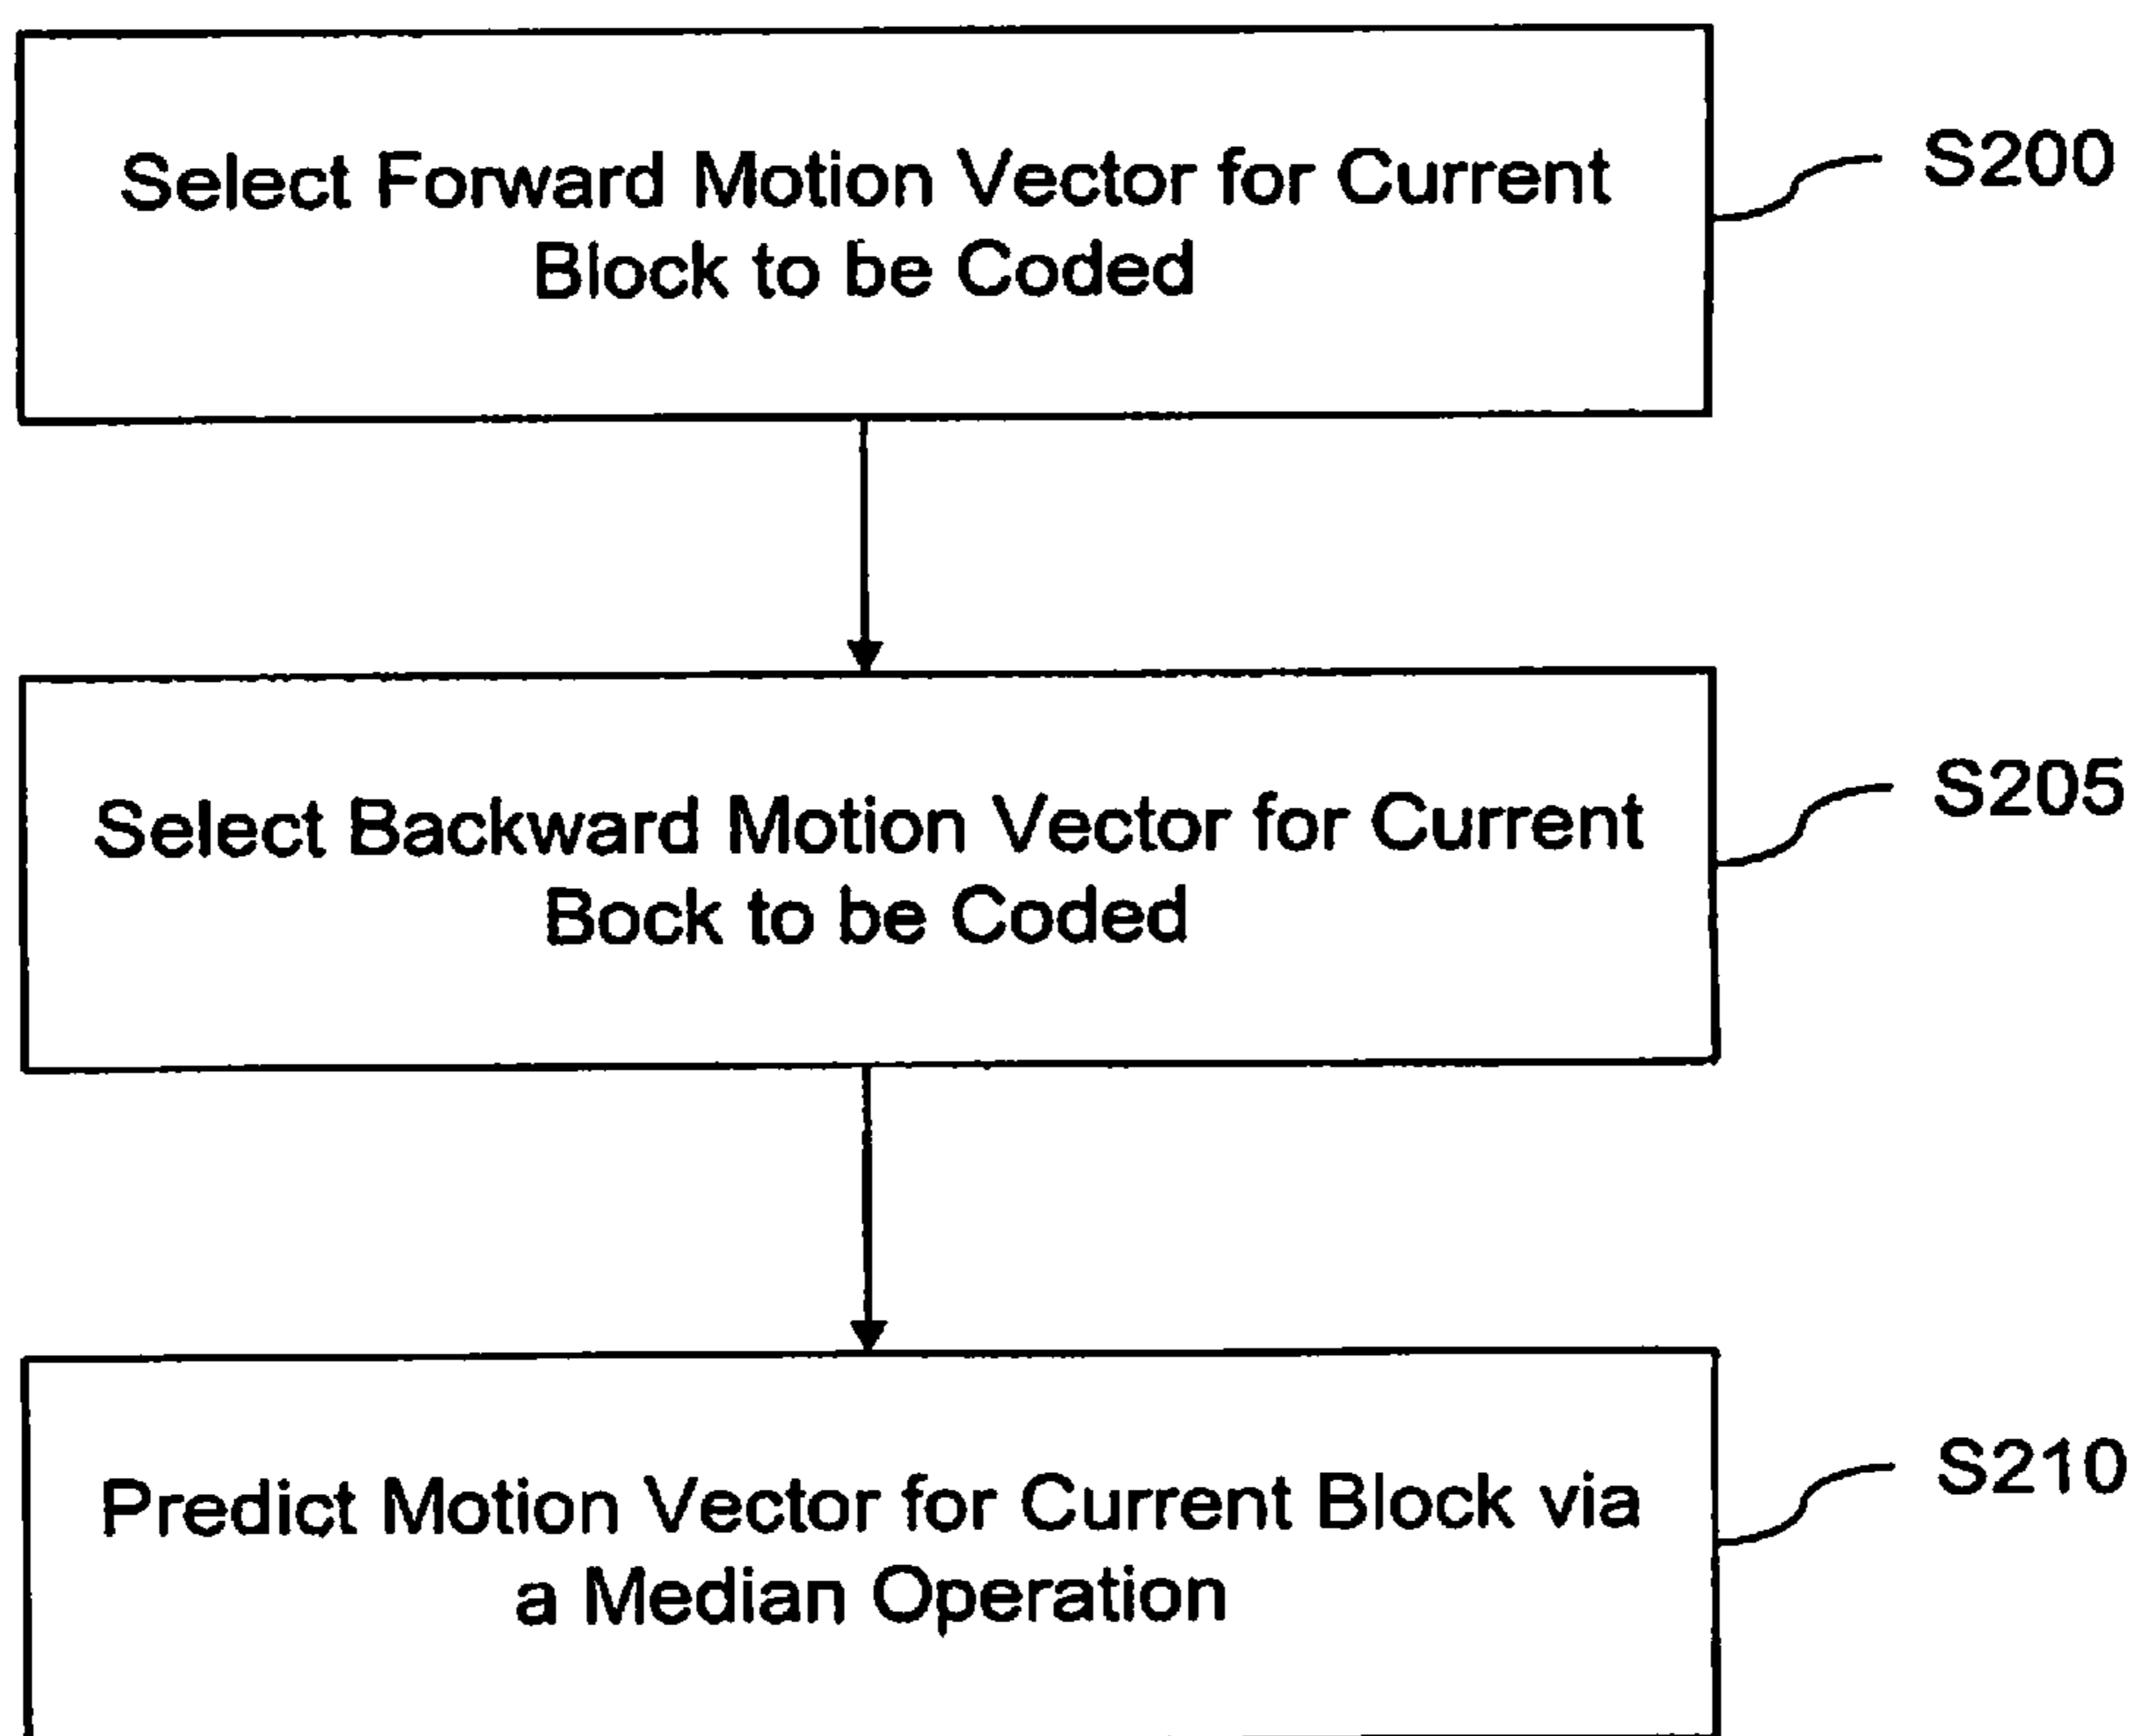 Select Forward Motion Vector for Current
Block to be Coded
S200
Select Backward Motion Vector for Current
Bock to be Coded
S205
Predict Motion Vector for Current Block via
a Median Operation
S210